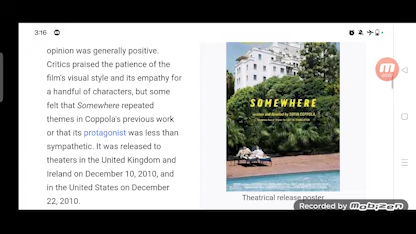 3:16
opinion was generally positive.
Critics praised the patience of the
film's visual style and its empathy for
a handful of characters, but some
felt that Somewhere repeated
themes in Coppola's previous work
or that its protagonist was less than
sympathetic. It was released to
theaters in the United Kingdom and
Ireland on December 10, 2010, and
in the United States on December
22, 2010.
SOMEWHERE
written and directed by SOFIA COPPOLA
Theatrical release poster
Recorded by MOBIZEN